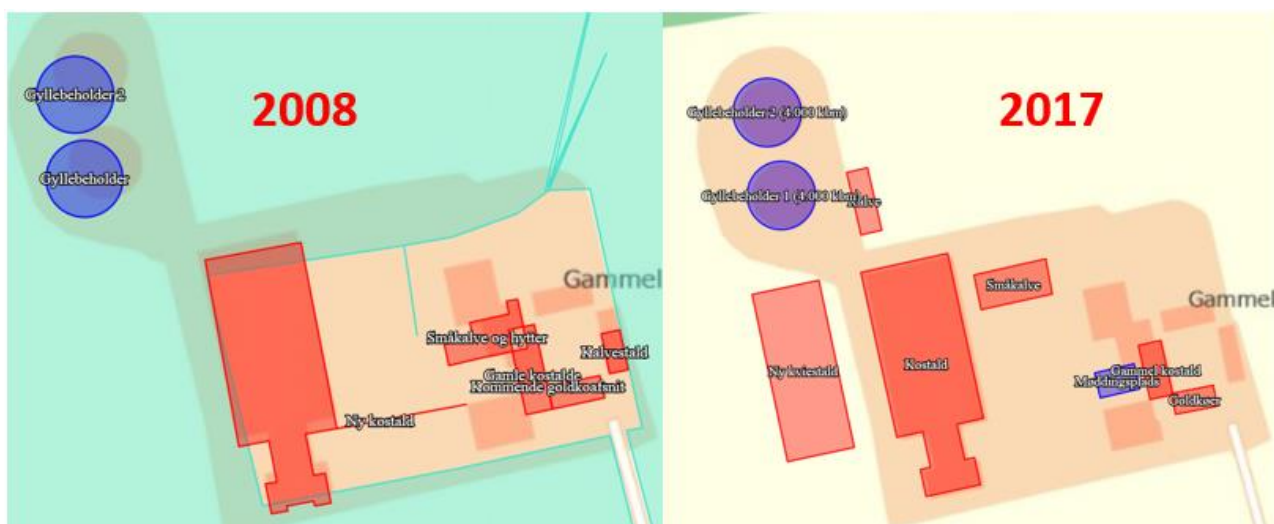 2008
Gyllebeholder 2
Gyllebeholder
Gammel
Småkalve og hytter
Kalvestald
Gamle kostalde
Kommende goldkoafsnit
Ny kostald
2017
Gyllebeholder 2 (4.000 kbm)
Gyllebeholder 1 (4.000 kbm)
Kalve
Småkalve
Gammel
Ny kviestald
Kostald
Gammel kostald
Møddingsplads
Goldkøer